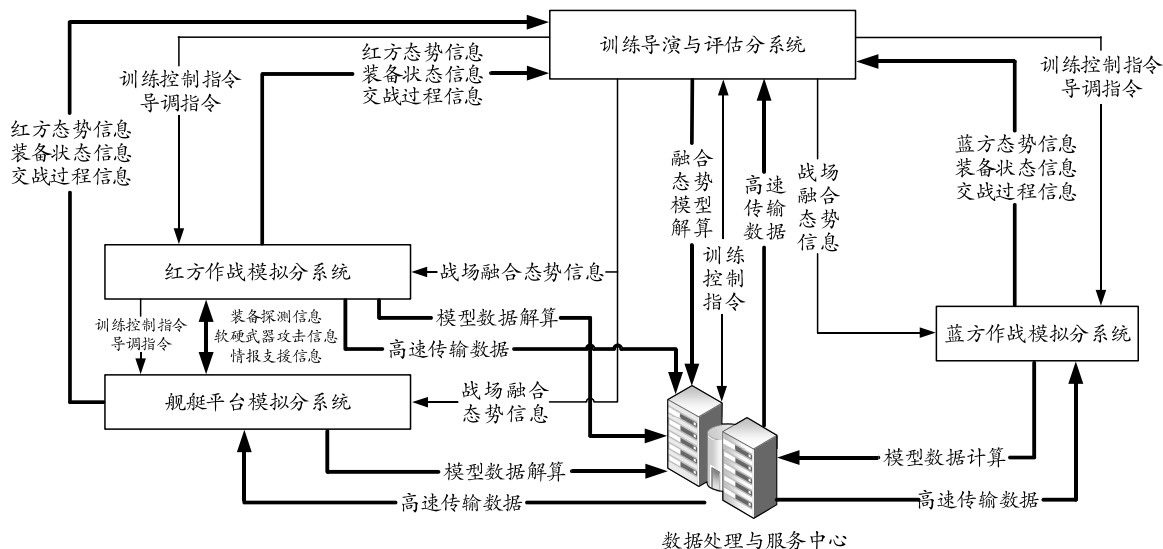 训练导演与评估分系统
红方态势信息
装备状态信息
交战过程信息
训练控制指令
导调指令
训练控制指令
导调指令
红方态势信息
装备状态信息
交战过程信息
蓝方态势信息
装备状态信息
交战过程信息
融合
态势
模型
解算
高速
传输
数据
战场
融合
态势
信息
训练
控制
指令
红方作战模拟分系统
战场融合态势信息
训练控制指令
导调指令
装备探测信息
软硬武器攻击信息
情报支援信息
模型数据解算
高速传输数据
蓝方作战模拟分系统
舰艇平台模拟分系统
战场融合
态势信息
模型数据解算
模型数据计算
高速传输数据
高速传输数据
数据处理与服务中心